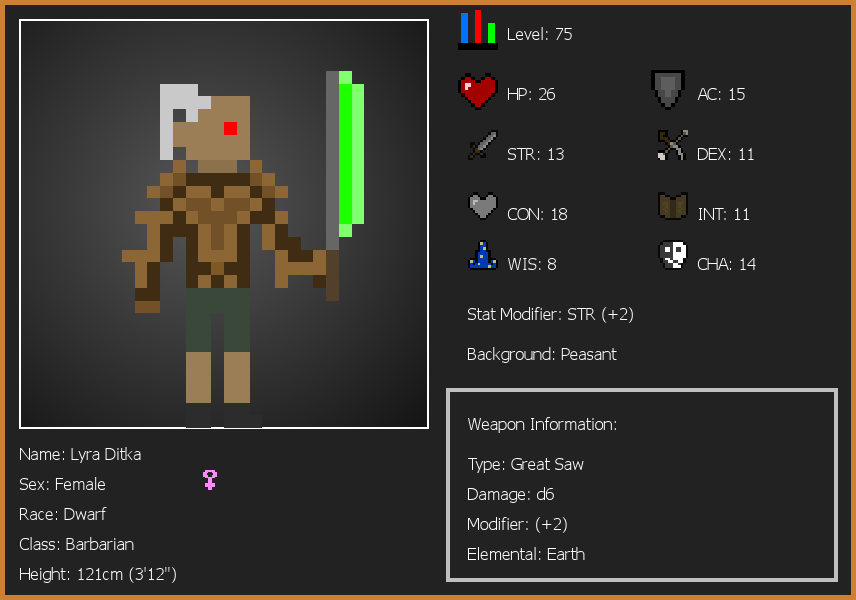 Level: 75
HP: 26
AC: 15
STR: 13
DEX: 11
CON: 18
INT: 11
WIS: 8
CHA: 14
Stat Modifier: STR (+2)
Background: Peasant
Weapon Information:
Type: Great Saw
Damage: d6
Modifier: (+2)
Elemental: Earth
Name: Lyra Ditka
Sex: Female
Race: Dwarf
Class: Barbarian
Height: 121cm (3'12")